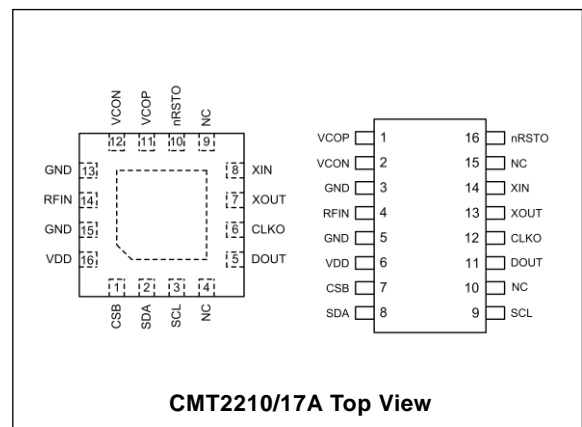 VCON VCOP nRSTO NC
12 11 10 9
GND 13 8 XIN
RFIN 14 7 XOUT
GND 15 6 CLKO
VDD 16 5 DOUT
1 2 3 4
CSB SDA SCL NC
VCOP 1 16 nRSTO
VCON 2 15 NC
GND 3 14 XIN
RFIN 4 13 XOUT
GND 5 12 CLKO
VDD 6 11 DOUT
CSB 7 10 NC
SDA 8 9 SCL
CMT2210/17A Top View